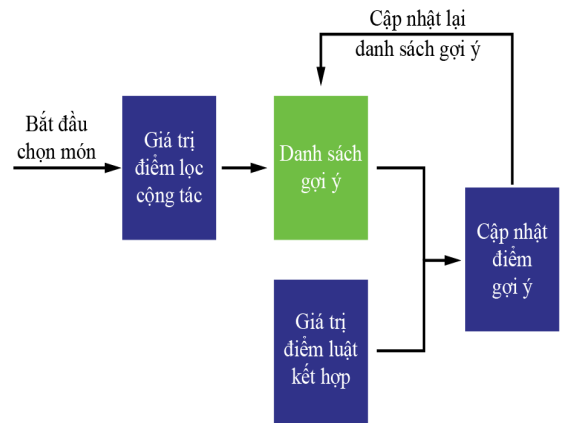 Cập nhật lại
danh sách gợi ý
Bắt đầu
chọn món
Giá trị
điểm lọc
cộng tác
Danh sách
gợi ý
Cập nhật
điểm
gợi ý
Giá trị
điểm luật
kết hợp